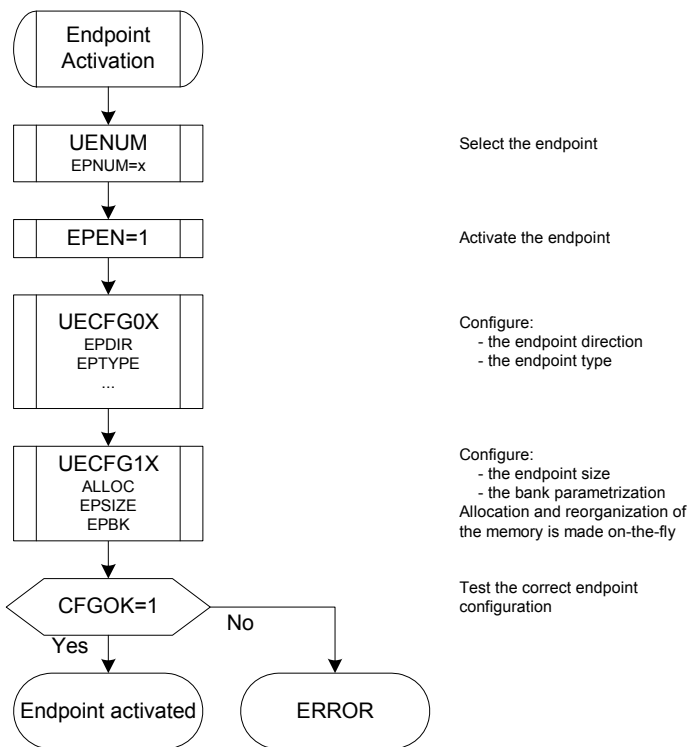 Endpoint
Activation
UENUM
EPNUM=x
Select the endpoint
EPEN=1
Activate the endpoint
UECFG0X
EPDIR
EPTYPE
...
Configure:
- the endpoint direction
- the endpoint type
UECFG1X
ALLOC
EPSIZE
EPBK
Configure:
- the endpoint size
- the bank parametrization
Allocation and reorganization of
the memory is made on-the-fly
CFGOK=1
Test the correct endpoint
configuration
No
Yes
Endpoint activated
ERROR